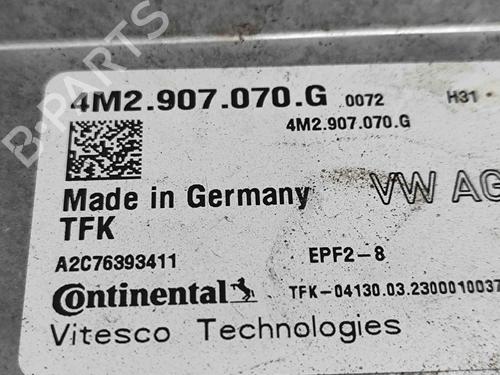 4M2.907.070.G 0072 H31
4M2.907.070.G
Made in Germany VW AG
TFK
A2C76393411 EPF2-8
Continental TFK-04130.03.2300010037
Vitesco Technologies
B-PARTS